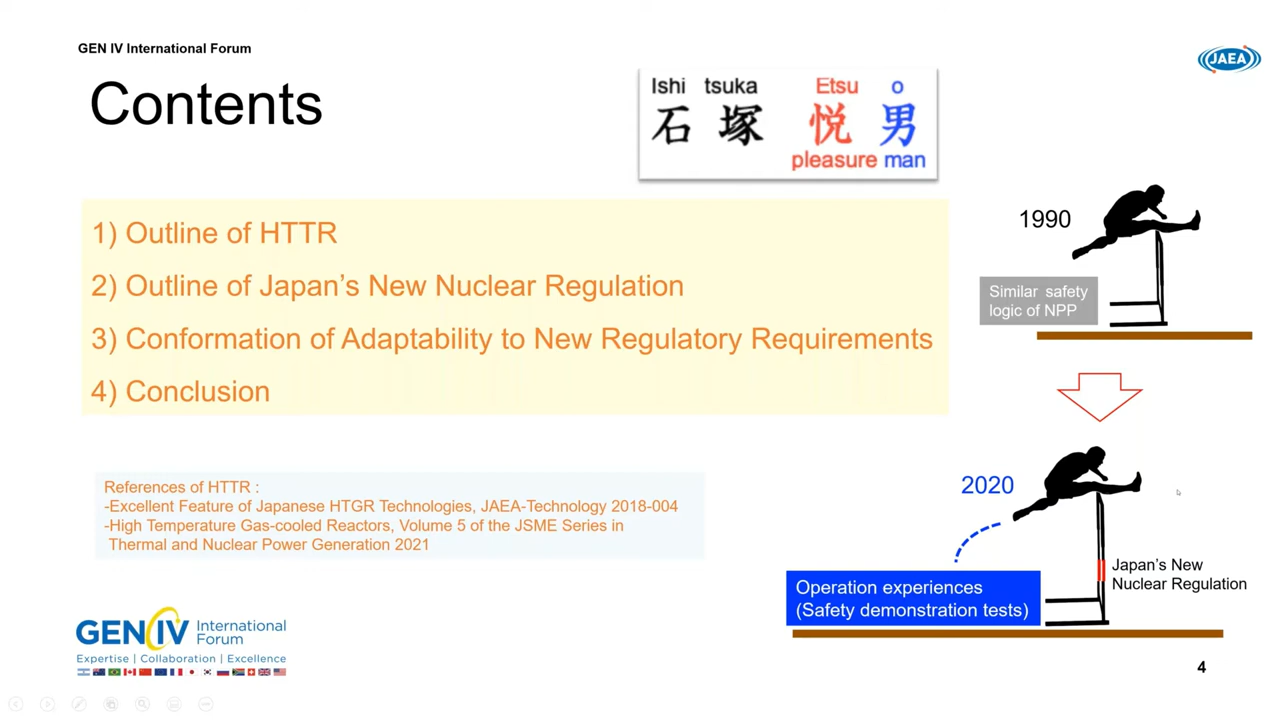 GEN IV International Forum
JAEA
Contents
Ishi tsuka Etsu o
石 塚 悦 男
pleasure man
1) Outline of HTTR
2) Outline of Japan's New Nuclear Regulation
3) Conformation of Adaptability to New Regulatory Requirements
4) Conclusion
1990
Similar safety
logic of NPP
2020
Japan's New
Nuclear Regulation
Operation experiences
(Safety demonstration tests)
References of HTTR :
-Excellent Feature of Japanese HTGR Technologies, JAEA-Technology 2018-004
-High Temperature Gas-cooled Reactors, Volume 5 of the JSME Series in
Thermal and Nuclear Power Generation 2021
GEN IV International
Forum
Expertise | Collaboration | Excellence
4